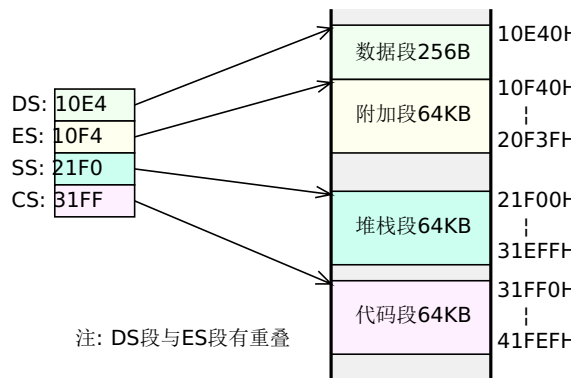 DS: 10E4
ES: 10F4
SS: 21F0
CS: 31FF
数据段256B
附加段64KB
堆栈段64KB
代码段64KB
10E40H
10F40H
20F3FH
21F00H
31EFFH
31FF0H
41FEFH
注: DS段与ES段有重叠